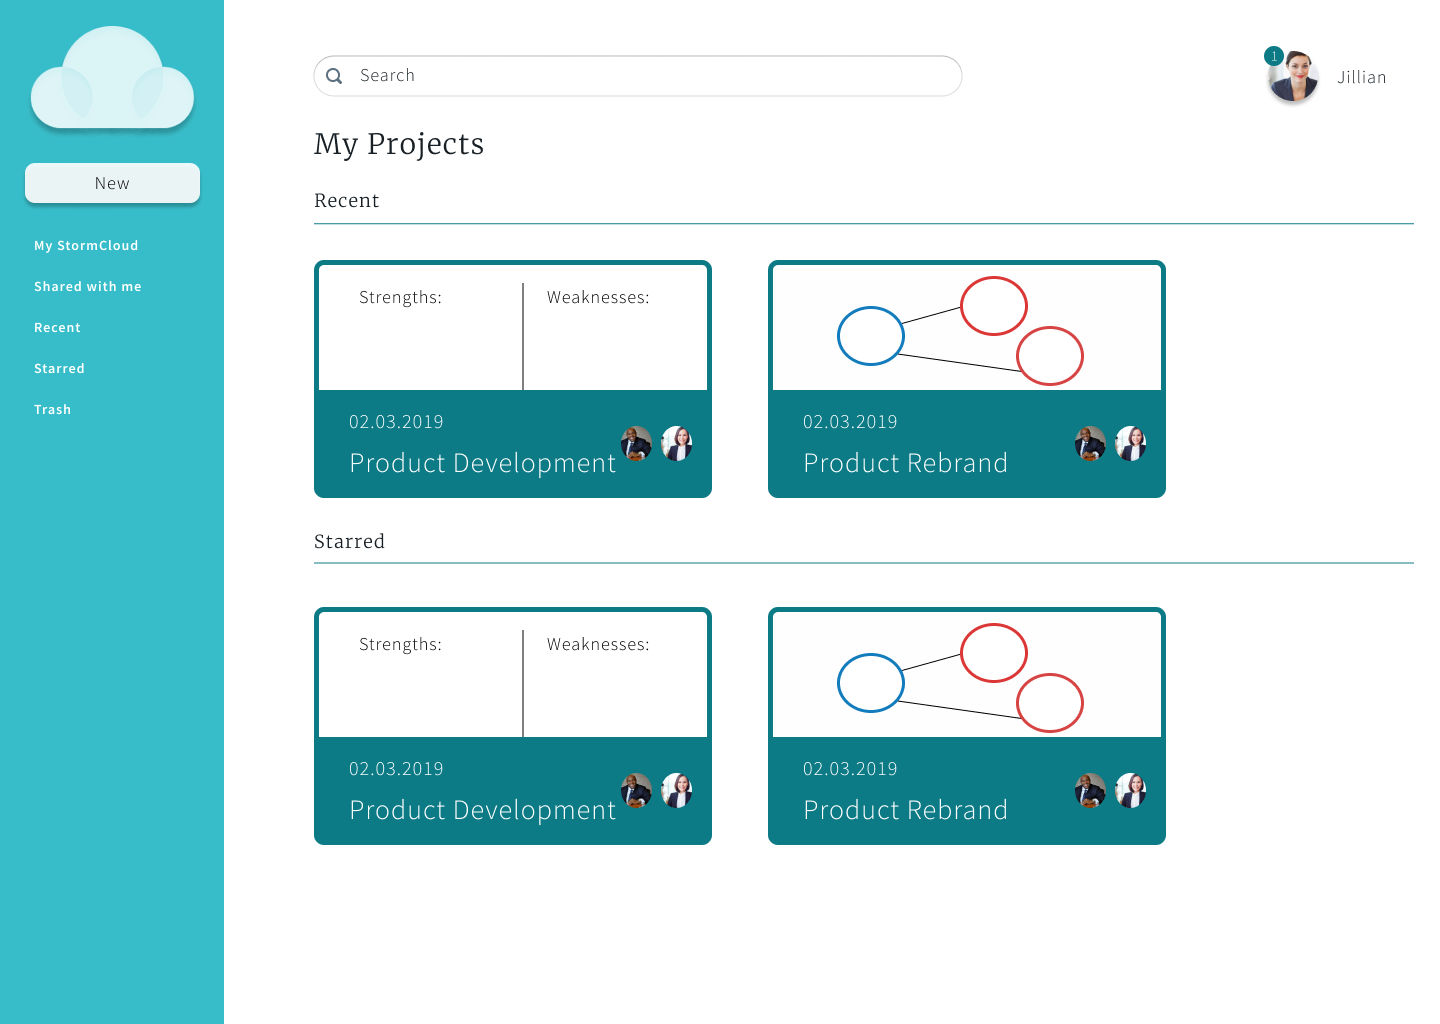 Search
1
Jillian
New
My StormCloud
Shared with me
Recent
Starred
Trash
My Projects
Recent
Strengths:
Weaknesses:
02.03.2019
Product Development
02.03.2019
Product Rebrand
Starred
Strengths:
Weaknesses:
02.03.2019
Product Development
02.03.2019
Product Rebrand